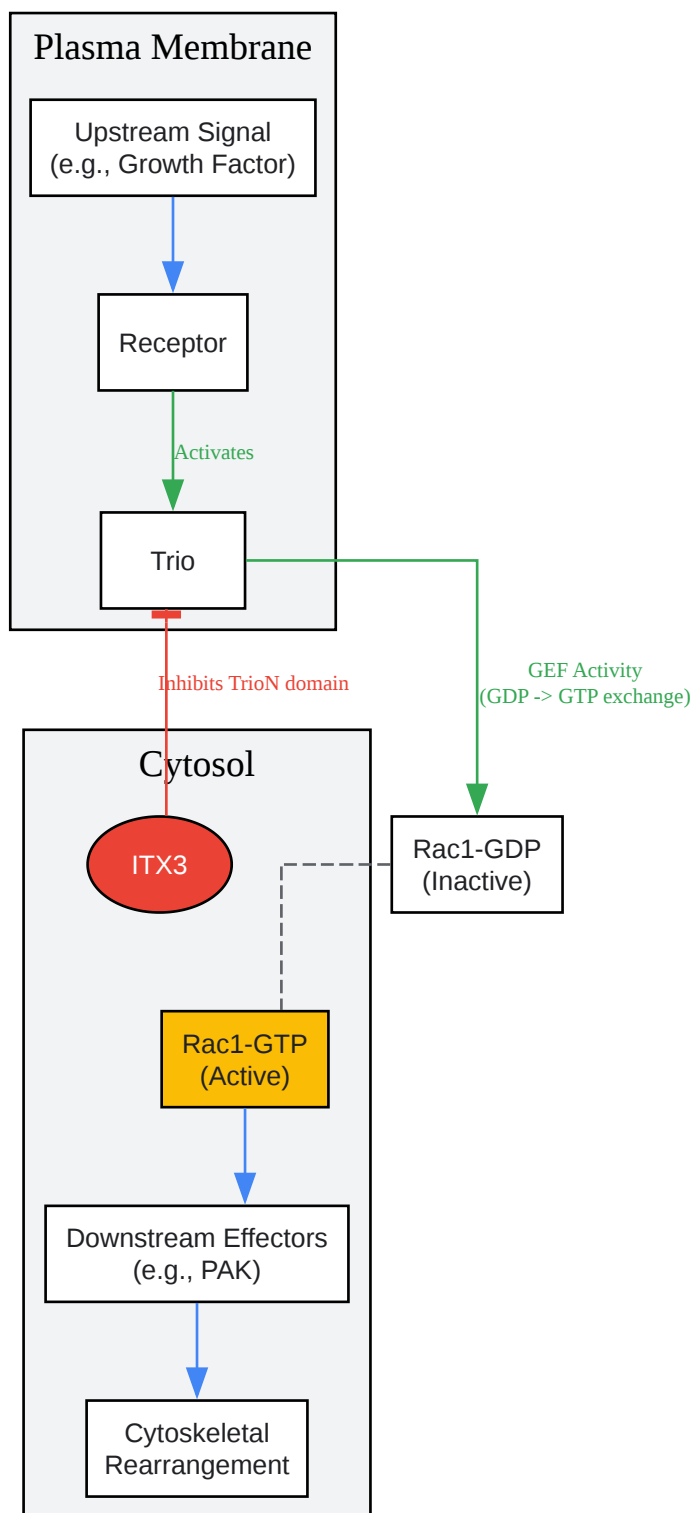 Plasma Membrane
Upstream Signal
(e.g., Growth Factor)
Receptor
Activates
Trio
Inhibits TrioN domain
GEF Activity
(GDP -> GTP exchange)
Cytosol
ITX3
Rac1-GDP
(Inactive)
Rac1-GTP
(Active)
Downstream Effectors
(e.g., PAK)
Cytoskeletal
Rearrangement